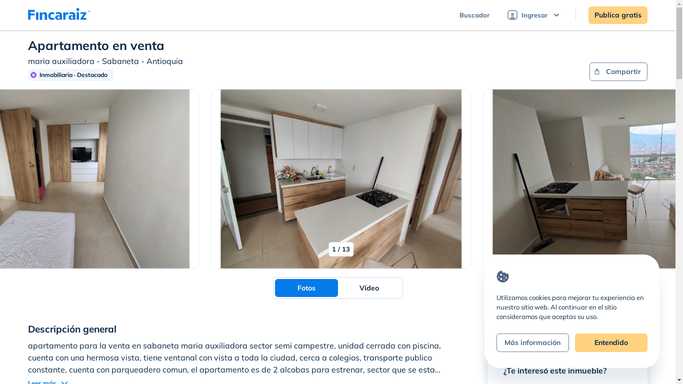 Fincaraiz
Buscador
Ingresar
Publica gratis
Apartamento en venta
maria auxiliadora - Sabaneta - Antioquia
Inmobiliaria · Destacado
Compartir
1 / 13
Fotos
Video
Utilizamos cookies para mejorar tu experiencia en
nuestro sitio web. Al continuar en el sitio
consideramos que aceptas su uso.
Más información
Entendido
Descripción general
apartamento para la venta en sabaneta maria auxiliadora sector semi campestre, unidad cerrada con piscina,
cuenta con una hermosa vista, tiene ventanal con vista a toda la ciudad, cerca a colegios, transporte publico
constante, cuenta con parqueadero comun, el apartamento es de 2 alcobas para estrenar, sector que se esta...
Leer más
¿Te interesó este inmueble?